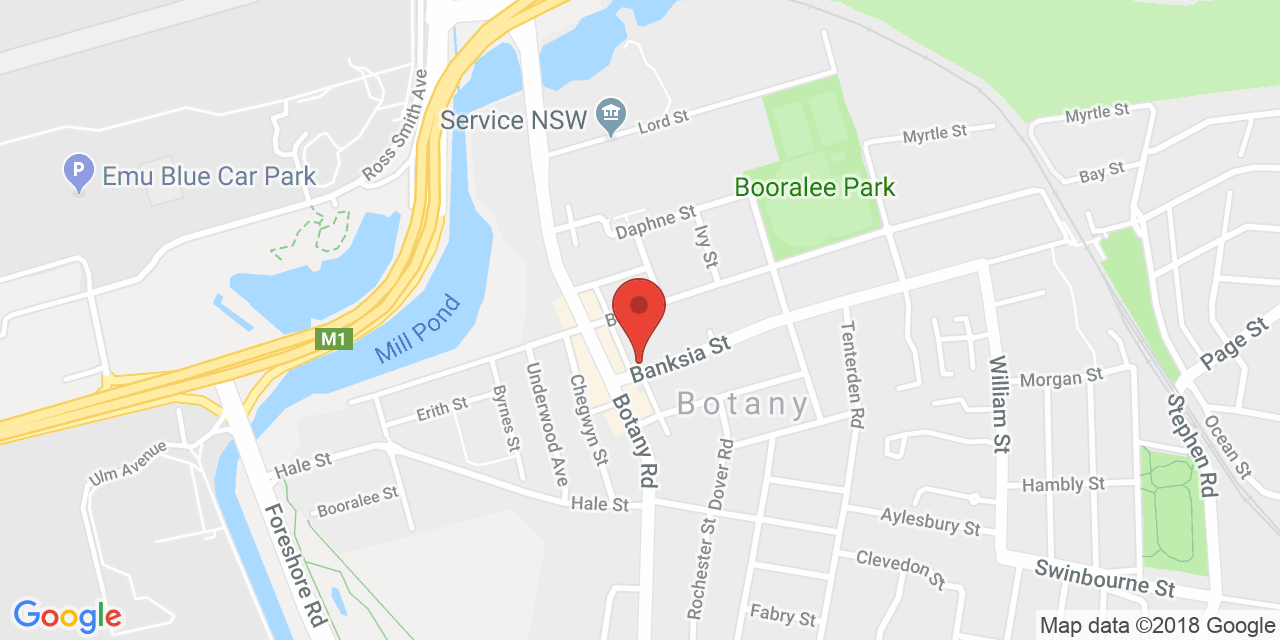 Ross Smith Ave
Service NSW
Lord St
Myrtle St
Myrtle St
Bay St
P
Emu Blue Car Park
Booralee Park
Daphne St
Ivy St
M1
Mill Pond
B
Banksia St
Tenterden Rd
William St
Page St
Morgan St
Stephen Rd
Ocean St
Botany
Erith St
Byrnes St
Underwood Ave
Chegwyn St
Botany Rd
Ulm Avenue
Hale St
Booralee St
Hale St
Dover Rd
Hambly St
Aylesbury St
Foreshore Rd
Rochester St
Clevedon St
Swinbourne St
Fabry St
Google
Map data ©2018 Google